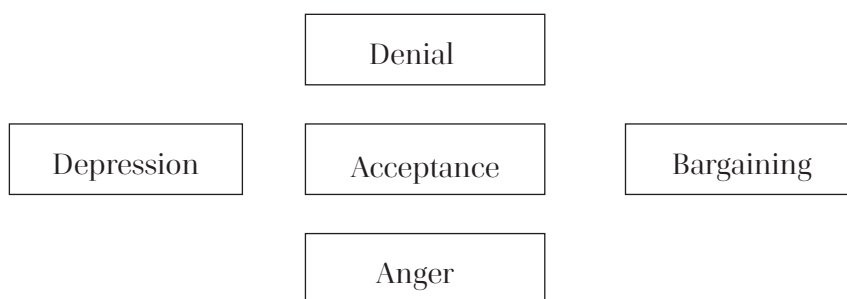 Denial
Depression
Acceptance
Bargaining
Anger